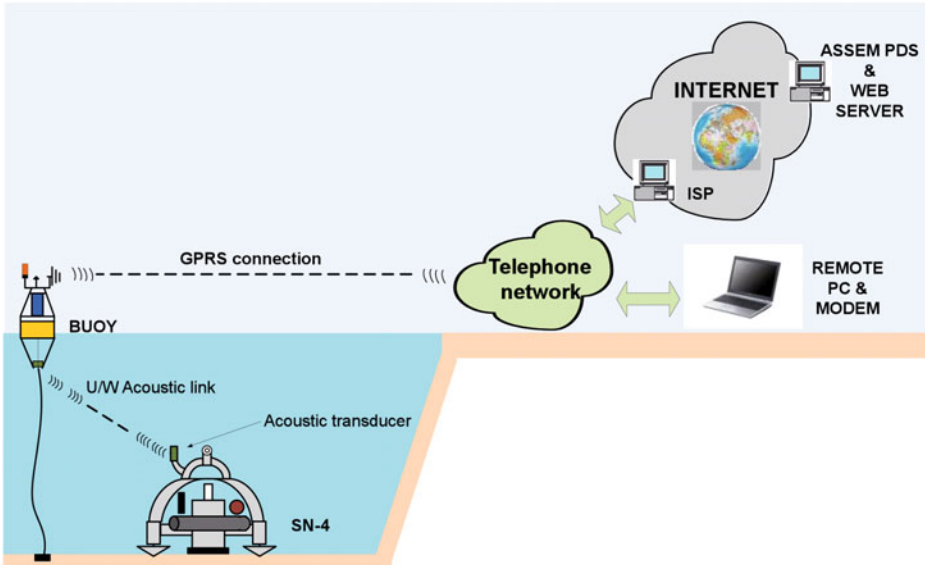 ASSEM PDS
&
WEB
SERVER
INTERNET
ISP
GPRS connection
Telephone
network
REMOTE
PC &
MODEM
BUOY
U/W Acoustic link
Acoustic transducer
SN-4